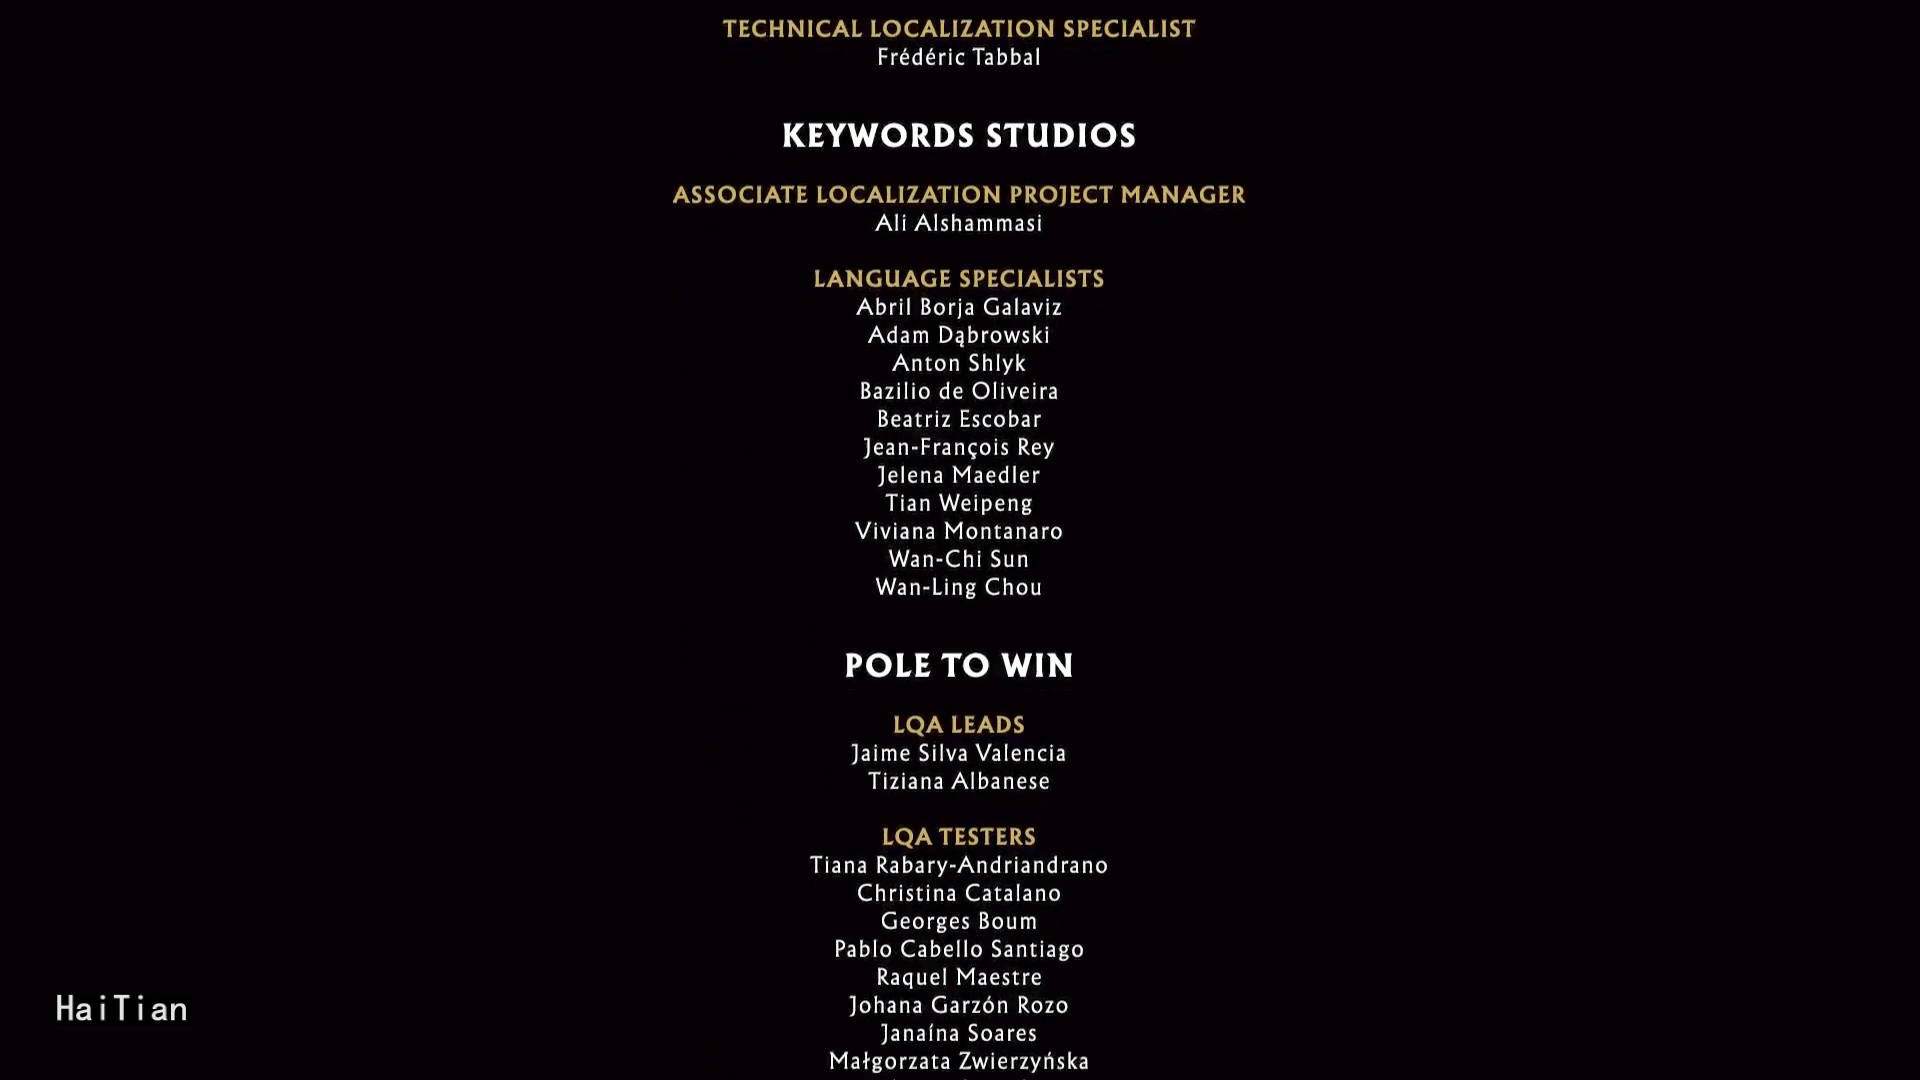 TECHNICAL LOCALIZATION SPECIALIST
Frédéric Tabbal
KEYWORDS STUDIOS
ASSOCIATE LOCALIZATION PROJECT MANAGER
Ali Alshammasi
LANGUAGE SPECIALISTS
Abril Borja Galaviz
Adam Dąbrowski
Anton Shlyk
Bazilio de Oliveira
Beatriz Escobar
Jean-François Rey
Jelena Maedler
Tian Weipeng
Viviana Montanaro
Wan-Chi Sun
Wan-Ling Chou
POLE TO WIN
LQA LEADS
Jaime Silva Valencia
Tiziana Albanese
LQA TESTERS
Tiana Rabary-Andriandrano
Christina Catalano
Georges Boum
Pablo Cabello Santiago
Raquel Maestre
Johana Garzón Rozo
Janaína Soares
Małgorzata Zwierzyńska
HaiTian